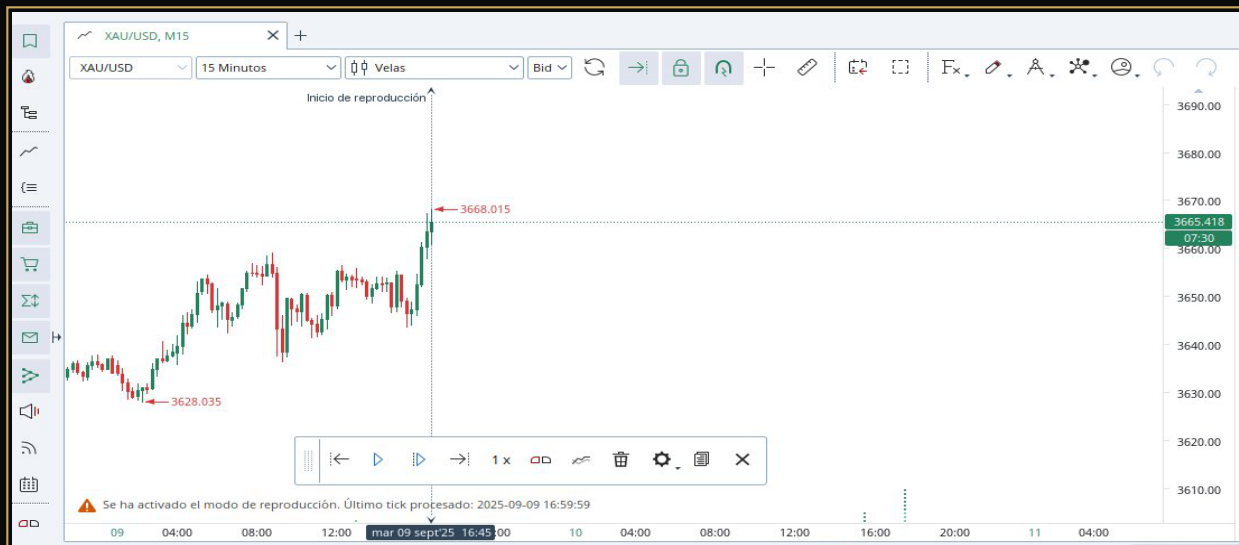 XAU/USD, M15
XAU/USD 15 Minutos Velas Bid Fx
Inicio de reproducción
3690.00
3680.00
3670.00
3668.015
3665.418
07:30
3660.00
3650.00
3640.00
3630.00
3628.035
3620.00
1 x
3610.00
Se ha activado el modo de reproducción. Último tick procesado: 2025-09-09 16:59:59
09 04:00 08:00 12:00 mar 09 sept'25 16:45 :00 10 04:00 08:00 12:00 16:00 20:00 11 04:00